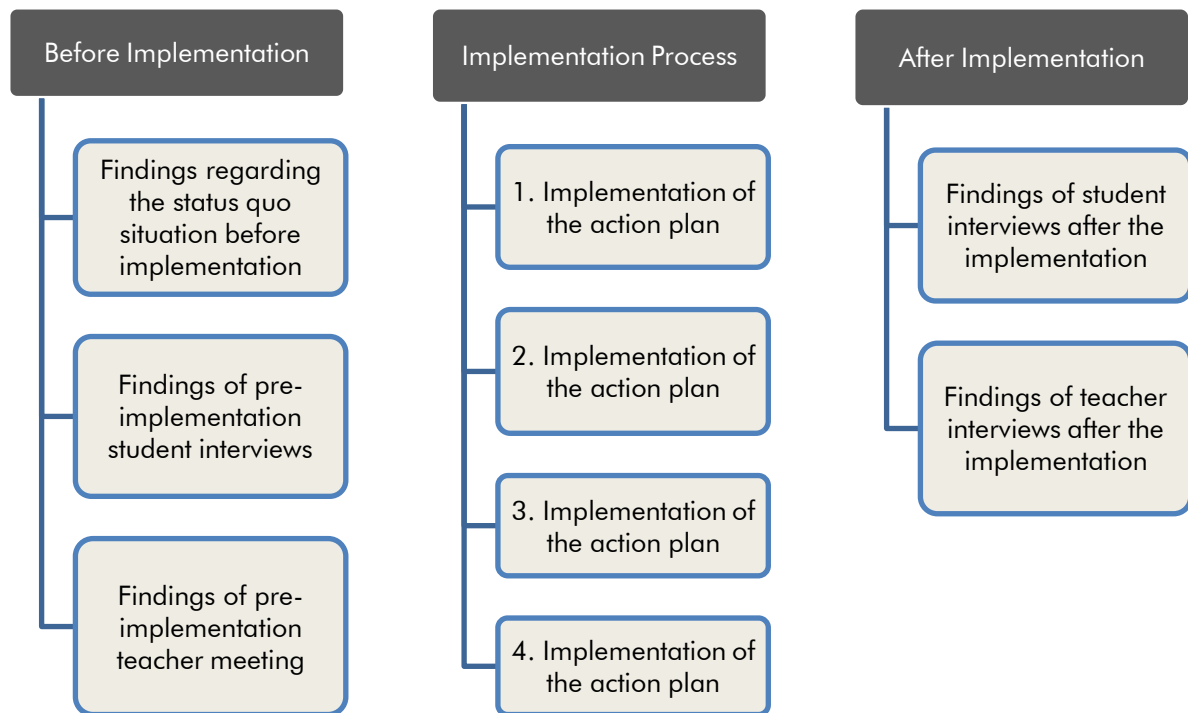 Before Implementation
Findings regarding
the status quo
situation before
implementation
Findings of pre-
implementation
student interviews
Findings of pre-
implementation
teacher meeting
Implementation Process
1. Implementation of
the action plan
2. Implementation of
the action plan
3. Implementation of
the action plan
4. Implementation of
the action plan
After Implementation
Findings of student
interviews after the
implementation
Findings of teacher
interviews after the
implementation